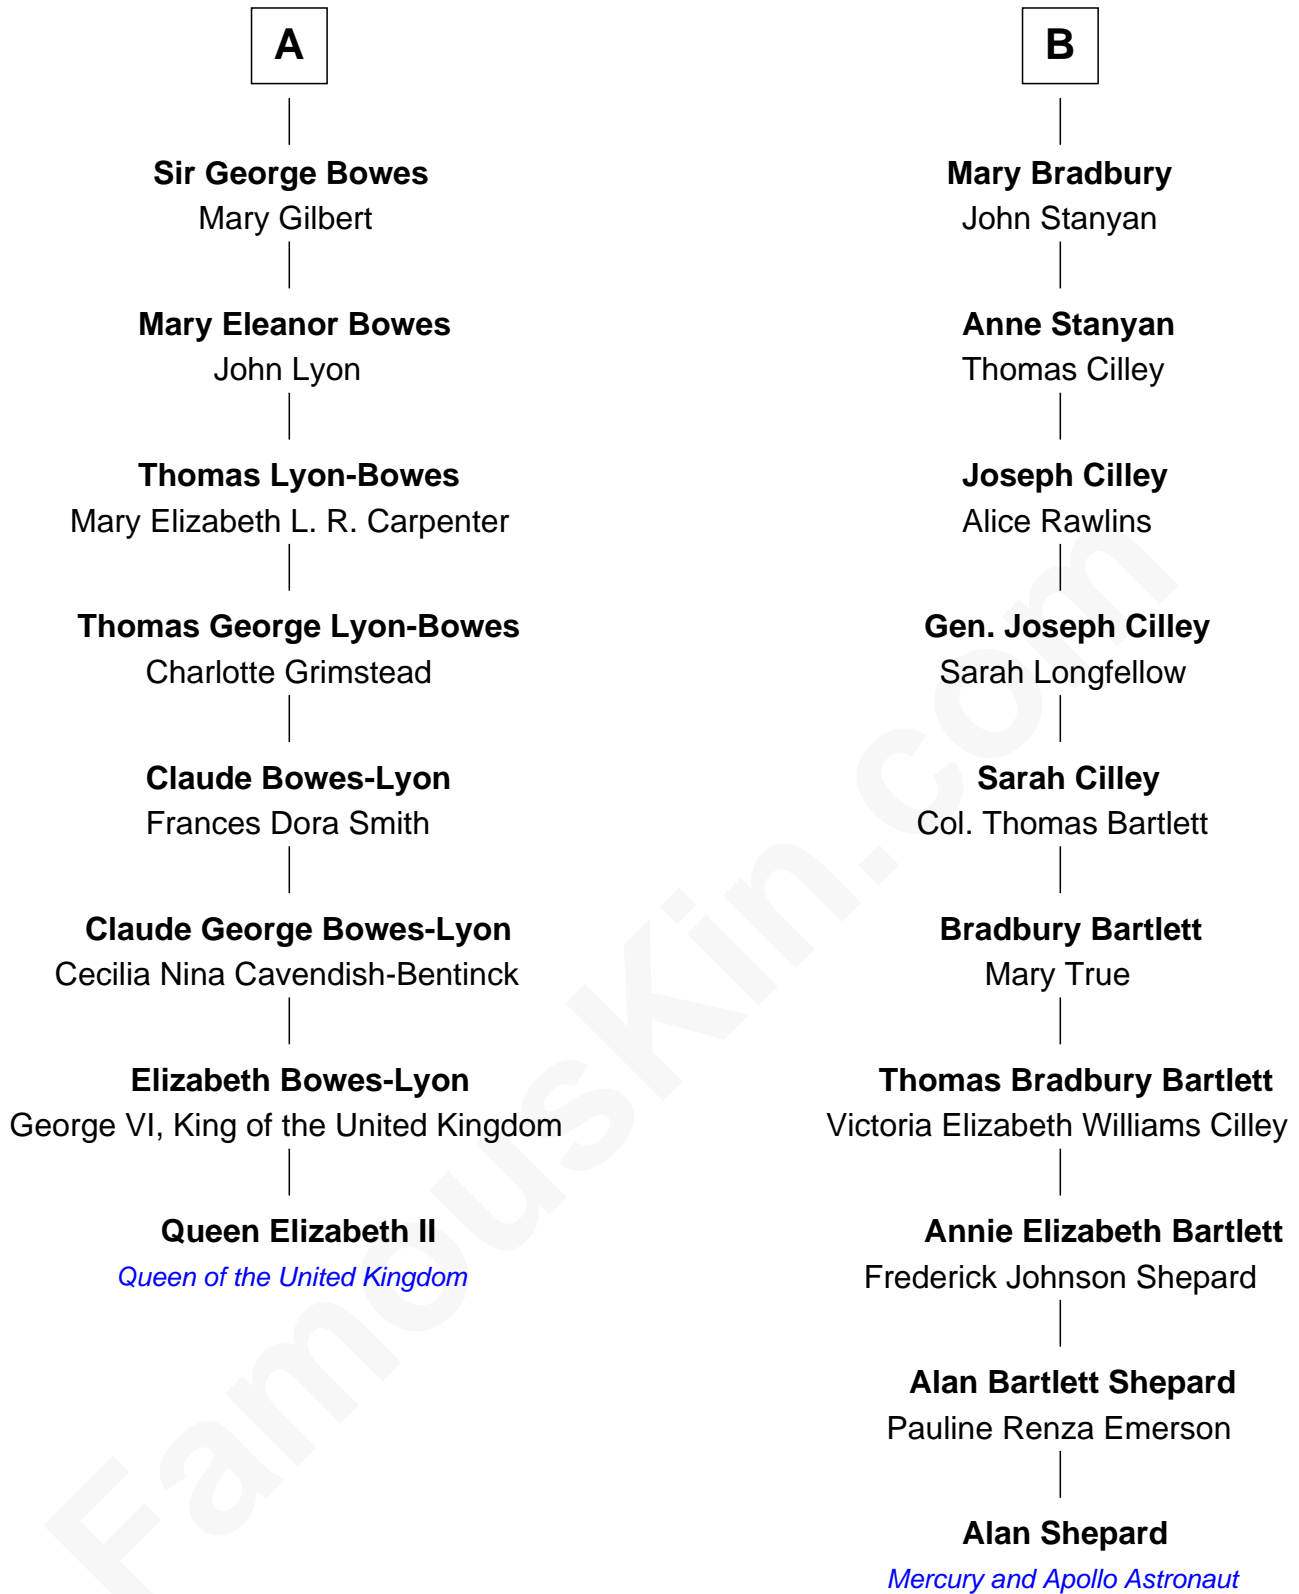 A
Sir George Bowes
Mary Gilbert
Mary Eleanor Bowes
John Lyon
Thomas Lyon-Bowes
Mary Elizabeth L. R. Carpenter
Thomas George Lyon-Bowes
Charlotte Grimstead
Claude Bowes-Lyon
Frances Dora Smith
Claude George Bowes-Lyon
Cecilia Nina Cavendish-Bentinck
Elizabeth Bowes-Lyon
George VI, King of the United Kingdom
Queen Elizabeth II
Queen of the United Kingdom
B
Mary Bradbury
John Stanyan
Anne Stanyan
Thomas Cilley
Joseph Cilley
Alice Rawlins
Gen. Joseph Cilley
Sarah Longfellow
Sarah Cilley
Col. Thomas Bartlett
Bradbury Bartlett
Mary True
Thomas Bradbury Bartlett
Victoria Elizabeth Williams Cilley
Annie Elizabeth Bartlett
Frederick Johnson Shepard
Alan Bartlett Shepard
Pauline Renza Emerson
Alan Shepard
Mercury and Apollo Astronaut
FamousKin.com